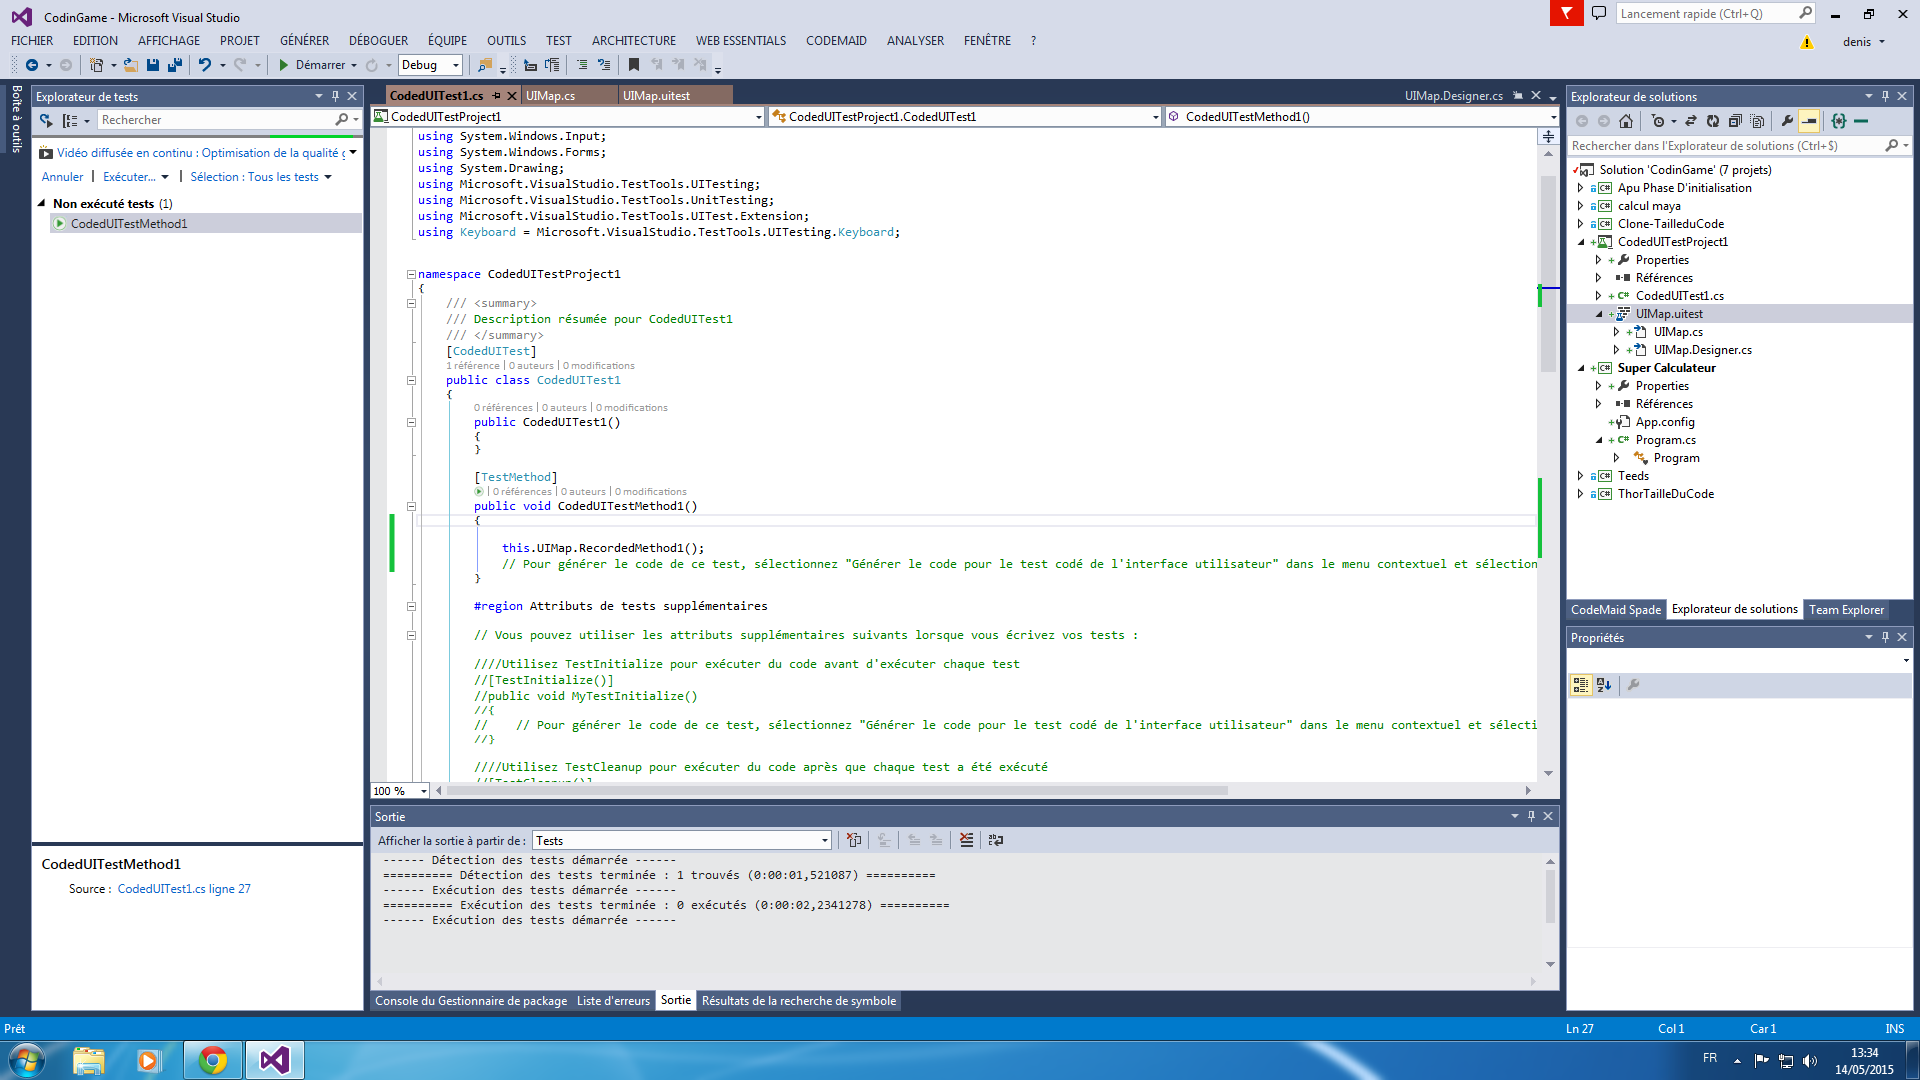 CodinGame - Microsoft Visual Studio
Lancement rapide (Ctrl+Q)
FICHIER EDITION AFFICHAGE PROJET GÉNÉRER DÉBOGUER ÉQUIPE OUTILS TEST ARCHITECTURE WEB ESSENTIALS CODEMAID ANALYSER FENÊTRE ?
denis
Démarrer Debug
Boîte à outils
Explorateur de tests
Rechercher
Vidéo diffusée en continu : Optimisation de la qualité
Annuler | Exécuter... | Sélection : Tous les tests
Non exécuté tests (1)
CodedUITestMethod1
CodedUITestMethod1
Source : CodedUITest1.cs ligne 27
CodedUITest1.cs UIMap.cs UIMap.uitest UIMap.Designer.cs
CodedUITestProject1 CodedUITestProject1.CodedUITest1 CodedUITestMethod1()
using System.Windows.Input;
using System.Windows.Forms;
using System.Drawing;
using Microsoft.VisualStudio.TestTools.UITesting;
using Microsoft.VisualStudio.TestTools.UnitTesting;
using Microsoft.VisualStudio.TestTools.UITest.Extension;
using Keyboard = Microsoft.VisualStudio.TestTools.UITesting.Keyboard;
namespace CodedUITestProject1
{
/// <summary>
/// Description résumée pour CodedUITest1
/// </summary>
[CodedUITest]
1 référence | 0 auteurs | 0 modifications
public class CodedUITest1
{
0 références | 0 auteurs | 0 modifications
public CodedUITest1()
{
}
[TestMethod]
| 0 références | 0 auteurs | 0 modifications
public void CodedUITestMethod1()
{
this.UIMap.RecordedMethod1();
// Pour générer le code de ce test, sélectionnez "Générer le code pour le test codé de l'interface utilisateur" dans le menu contextuel et sélection
}
#region Attributs de tests supplémentaires
// Vous pouvez utiliser les attributs supplémentaires suivants lorsque vous écrivez vos tests :
////Utilisez TestInitialize pour exécuter du code avant d'exécuter chaque test
//[TestInitialize()]
//public void MyTestInitialize()
//{
// // Pour générer le code de ce test, sélectionnez "Générer le code pour le test codé de l'interface utilisateur" dans le menu contextuel et sélecti
//}
////Utilisez TestCleanup pour exécuter du code après que chaque test a été exécuté
//[TestCleanup()]
100 %
Sortie
Afficher la sortie à partir de : Tests
------ Détection des tests démarrée ------
========== Détection des tests terminée : 1 trouvés (0:00:01,521087) ==========
------ Exécution des tests démarrée ------
========== Exécution des tests terminée : 0 exécutés (0:00:02,2341278) ==========
------ Exécution des tests démarrée ------
Console du Gestionnaire de package Liste d'erreurs Sortie Résultats de la recherche de symbole
Explorateur de solutions
Rechercher dans l'Explorateur de solutions (Ctrl+$)
Solution 'CodinGame' (7 projets)
Apu Phase D'initialisation
calcul maya
Clone-TailleduCode
CodedUITestProject1
Properties
Références
CodedUITest1.cs
UIMap.uitest
UIMap.cs
UIMap.Designer.cs
Super Calculateur
Properties
Références
App.config
Program.cs
Program
Teeds
ThorTailleDuCode
CodeMaid Spade Explorateur de solutions Team Explorer
Propriétés
Prêt Ln 27 Col 1 Car 1 INS
FR 13:34
14/05/2015